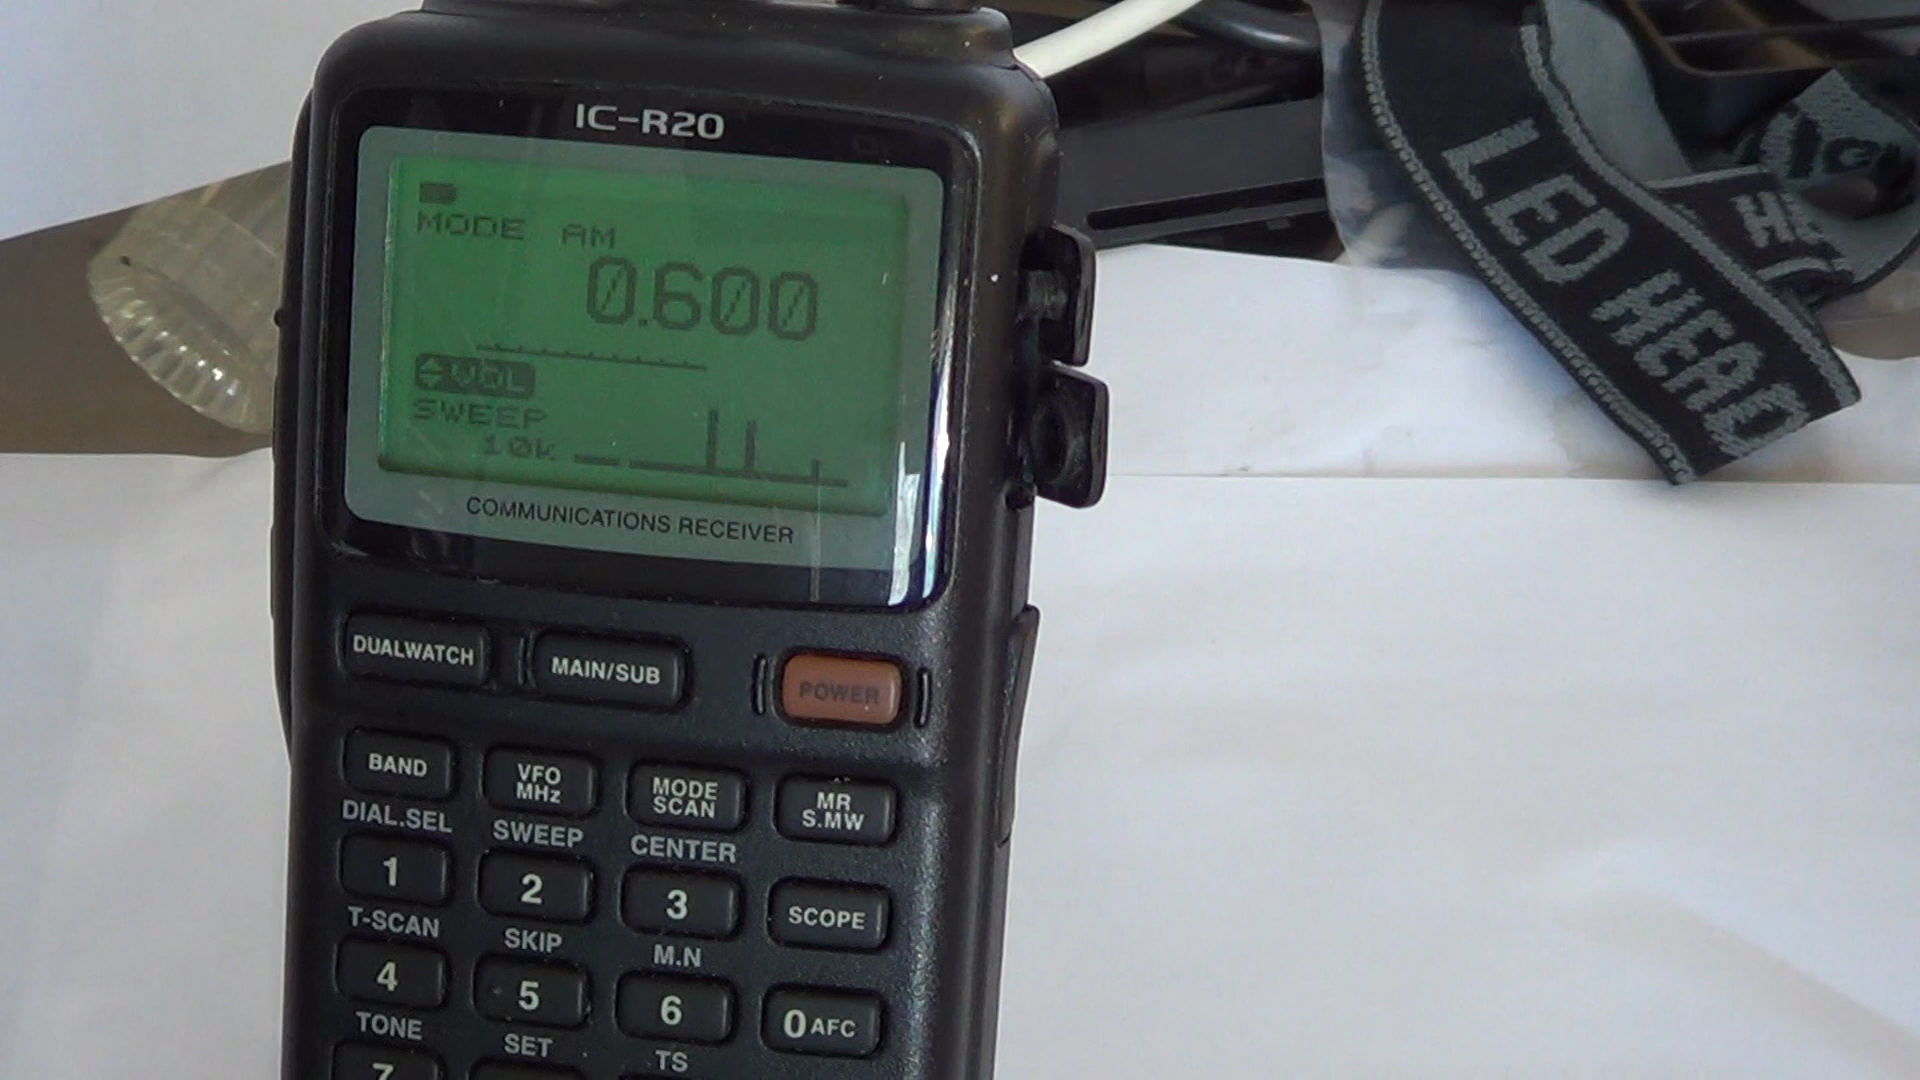 IC-R20
MODE AM
0.600
VOL
SWEEP
10k
COMMUNICATIONS RECEIVER
DUALWATCH MAIN/SUB POWER
BAND VFO MHz MODE SCAN MR S.MW
DIAL.SEL SWEEP CENTER
1 2 3 SCOPE
T-SCAN SKIP M.N
4 5 6 0 AFC
TONE SET TS
7
LED HEAD